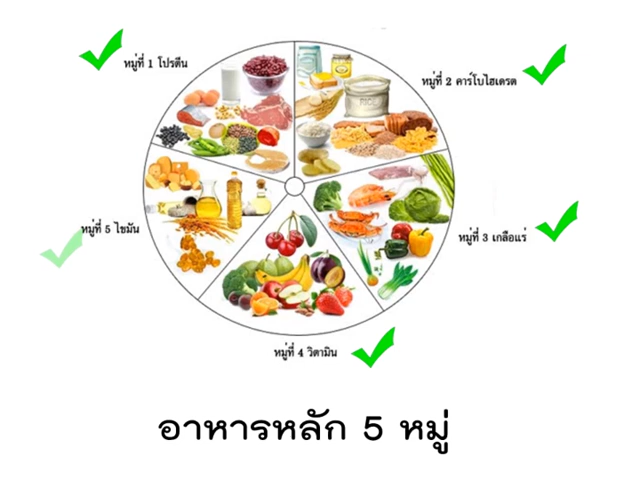 หมู่ที่ 1 โปรตีน
หมู่ที่ 2 คาร์โบไฮเดรต
หมู่ที่ 5 ไขมัน
หมู่ที่ 3 เกลือแร่
หมู่ที่ 4 วิตามิน
อาหารหลัก 5 หมู่